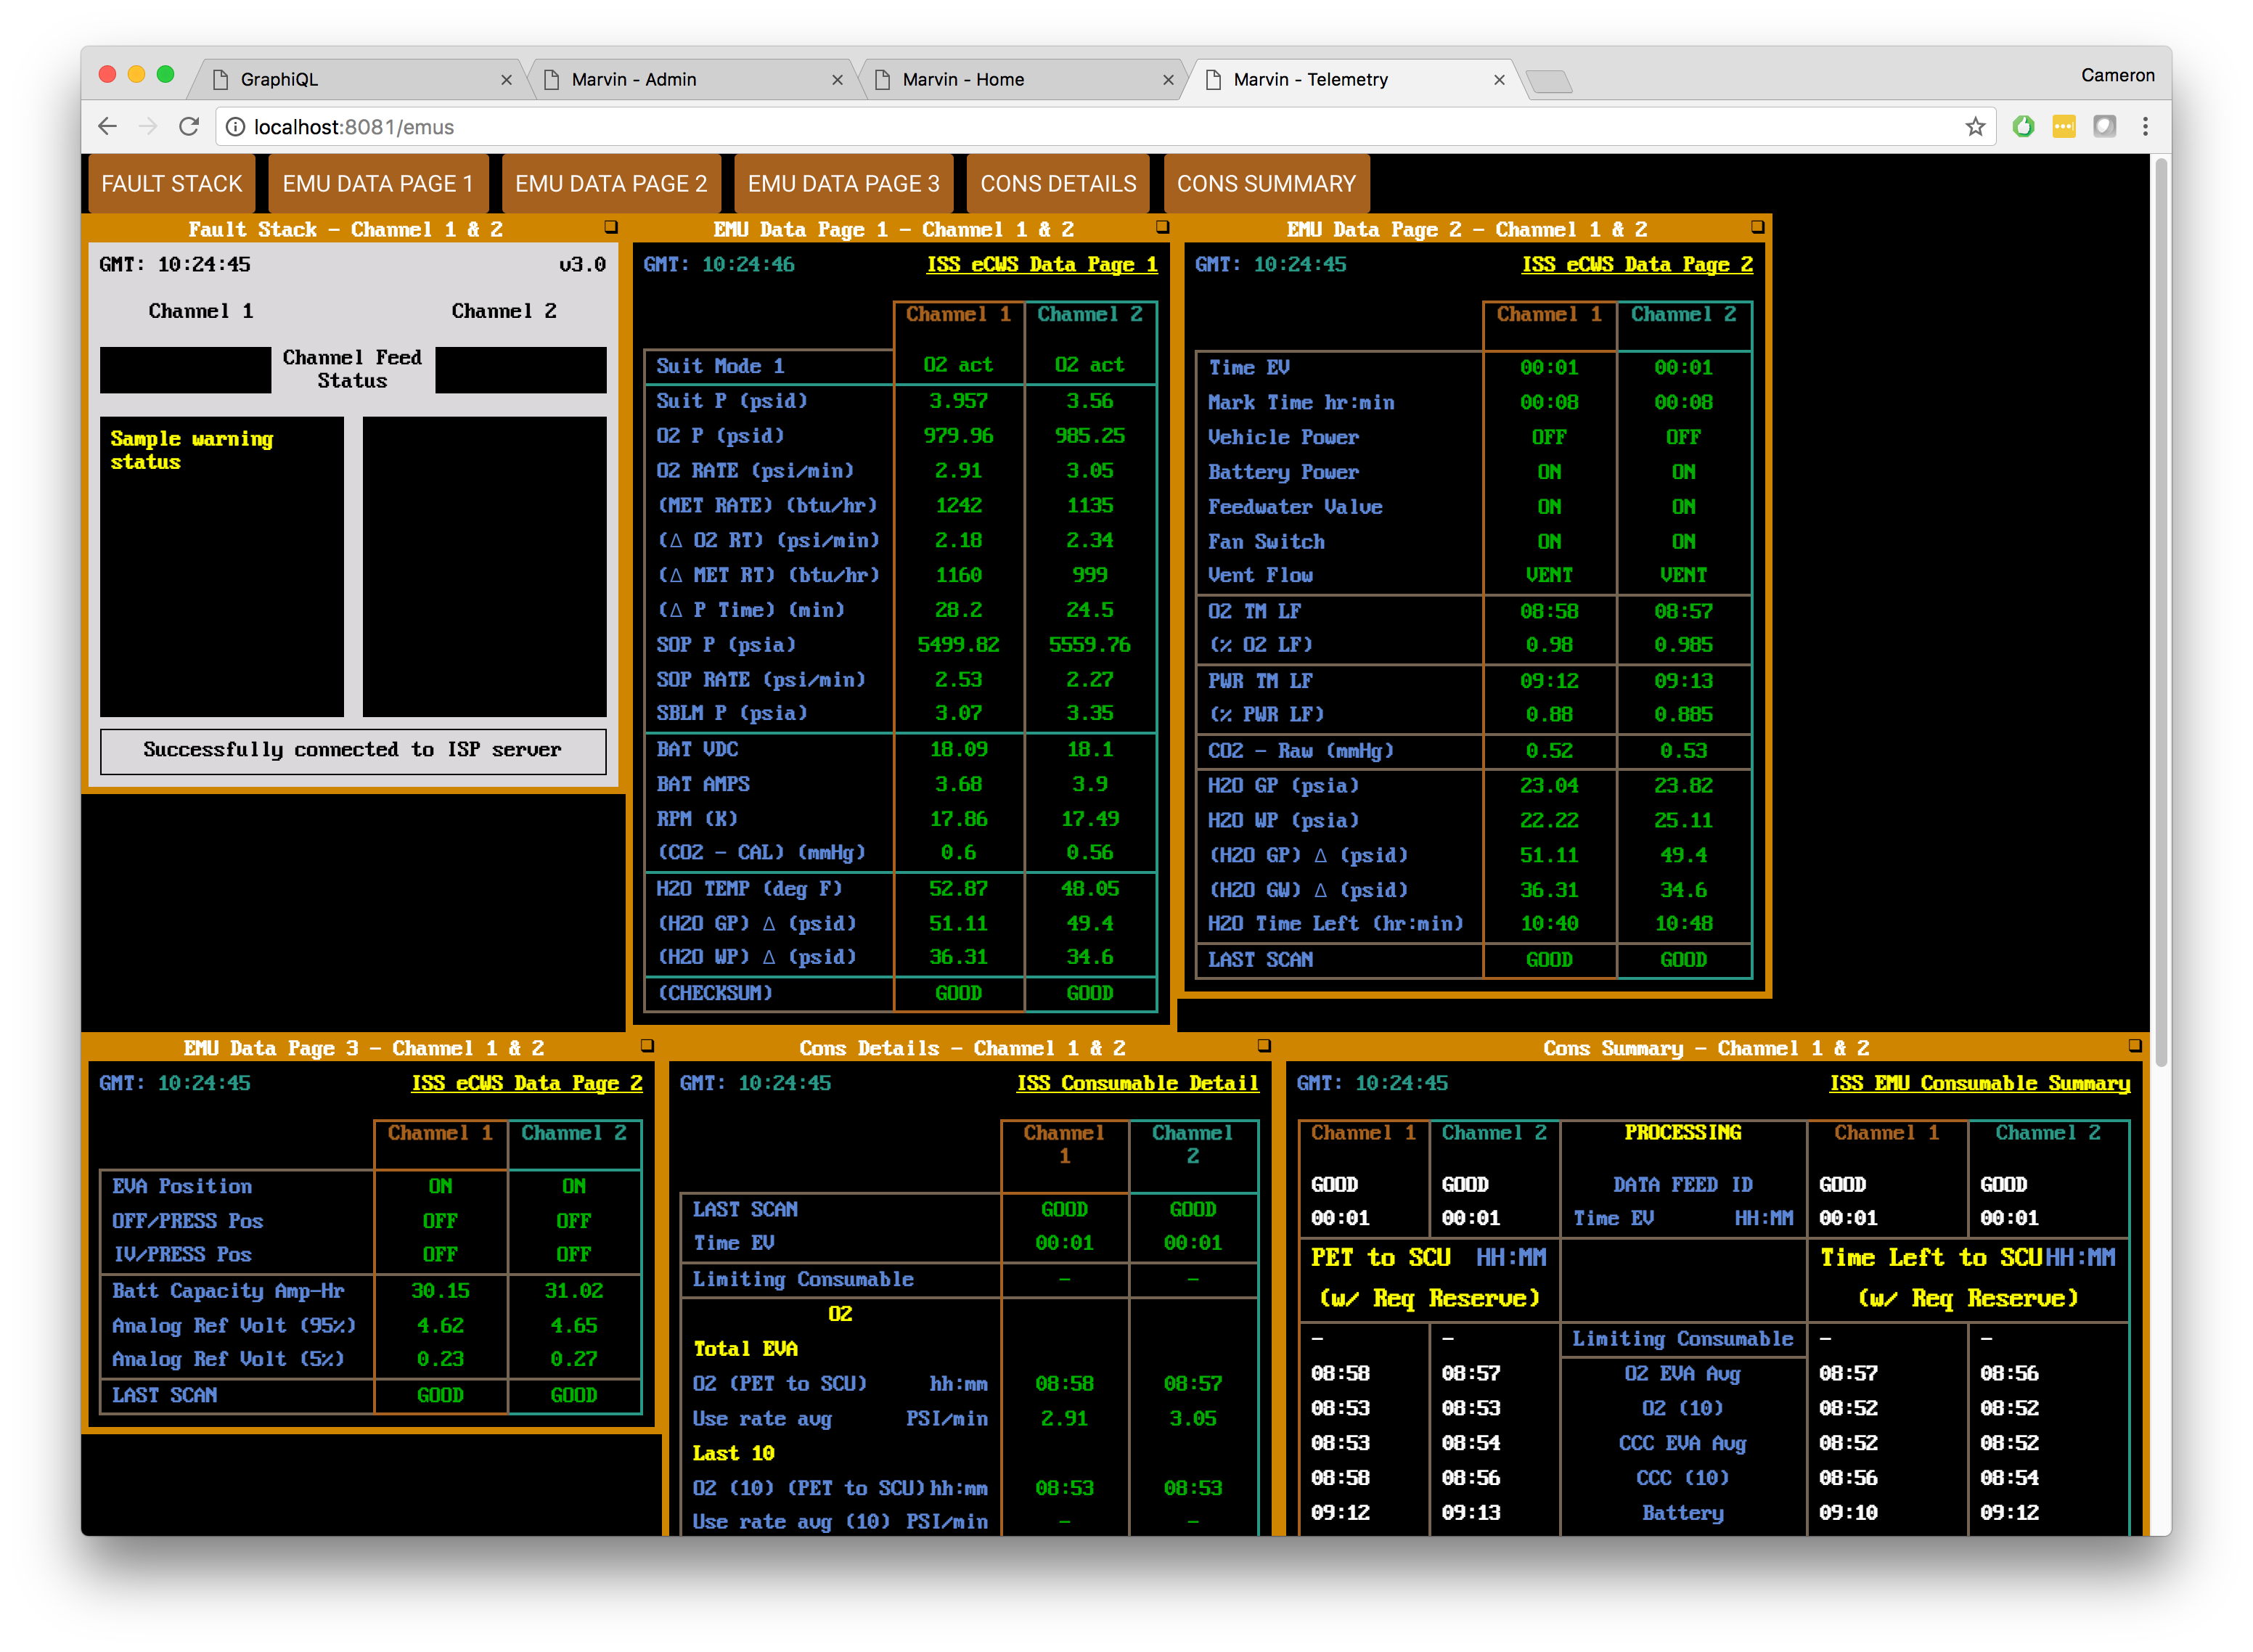 GraphiQL
Marvin - Admin
Marvin - Home
Marvin - Telemetry
Cameron
localhost:8081/emus
FAULT STACK
EMU DATA PAGE 1
EMU DATA PAGE 2
EMU DATA PAGE 3
CONS DETAILS
CONS SUMMARY
Fault Stack - Channel 1 & 2
GMT: 10:24:45 v3.0
Channel 1 Channel 2
Channel Feed
Status
Sample warning
status
Successfully connected to ISP server
EMU Data Page 1 - Channel 1 & 2
GMT: 10:24:46 ISS eCWS Data Page 1
Channel 1 Channel 2
Suit Mode 1 O2 act O2 act
Suit P (psid) 3.957 3.56
O2 P (psid) 979.96 985.25
O2 RATE (psi/min) 2.91 3.05
(MET RATE) (btu/hr) 1242 1135
(Δ O2 RT) (psi/min) 2.18 2.34
(Δ MET RT) (btu/hr) 1160 999
(Δ P Time) (min) 28.2 24.5
SOP P (psia) 5499.82 5559.76
SOP RATE (psi/min) 2.53 2.27
SBLM P (psia) 3.07 3.35
BAT VDC 18.09 18.1
BAT AMPS 3.68 3.9
RPM (K) 17.86 17.49
(CO2 - CAL) (mmHg) 0.6 0.56
H2O TEMP (deg F) 52.87 48.05
(H2O GP) Δ (psid) 51.11 49.4
(H2O WP) Δ (psid) 36.31 34.6
(CHECKSUM) GOOD GOOD
EMU Data Page 2 - Channel 1 & 2
GMT: 10:24:45 ISS eCWS Data Page 2
Channel 1 Channel 2
Time EV 00:01 00:01
Mark Time hr:min 00:08 00:08
Vehicle Power OFF OFF
Battery Power ON ON
Feedwater Valve ON ON
Fan Switch ON ON
Vent Flow VENT VENT
O2 TM LF 08:58 08:57
(% O2 LF) 0.98 0.985
PWR TM LF 09:12 09:13
(% PWR LF) 0.88 0.885
CO2 - Raw (mmHg) 0.52 0.53
H2O GP (psia) 23.04 23.82
H2O WP (psia) 22.22 25.11
(H2O GP) Δ (psid) 51.11 49.4
(H2O GW) Δ (psid) 36.31 34.6
H2O Time Left (hr:min) 10:40 10:48
LAST SCAN GOOD GOOD
EMU Data Page 3 - Channel 1 & 2
GMT: 10:24:45 ISS eCWS Data Page 2
Channel 1 Channel 2
EVA Position ON ON
OFF/PRESS Pos OFF OFF
IV/PRESS Pos OFF OFF
Batt Capacity Amp-Hr 30.15 31.02
Analog Ref Volt (95%) 4.62 4.65
Analog Ref Volt (5%) 0.23 0.27
LAST SCAN GOOD GOOD
Cons Details - Channel 1 & 2
GMT: 10:24:45 ISS Consumable Detail
Channel Channel
1 2
LAST SCAN GOOD GOOD
Time EV 00:01 00:01
Limiting Consumable - -
O2
Total EVA
O2 (PET to SCU) hh:mm 08:58 08:57
Use rate avg PSI/min 2.91 3.05
Last 10
O2 (10) (PET to SCU) hh:mm 08:53 08:53
Use rate avg (10) PSI/min - -
Cons Summary - Channel 1 & 2
GMT: 10:24:45 ISS EMU Consumable Summary
Channel 1 Channel 2 PROCESSING Channel 1 Channel 2
GOOD GOOD DATA FEED ID GOOD GOOD
00:01 00:01 Time EV HH:MM 00:01 00:01
PET to SCU HH:MM Time Left to SCU HH:MM
(w/ Req Reserve) (w/ Req Reserve)
- - Limiting Consumable - -
08:58 08:57 O2 EVA Avg 08:57 08:56
08:53 08:53 O2 (10) 08:52 08:52
08:53 08:54 CCC EVA Avg 08:52 08:52
08:58 08:56 CCC (10) 08:56 08:54
09:12 09:13 Battery 09:10 09:12